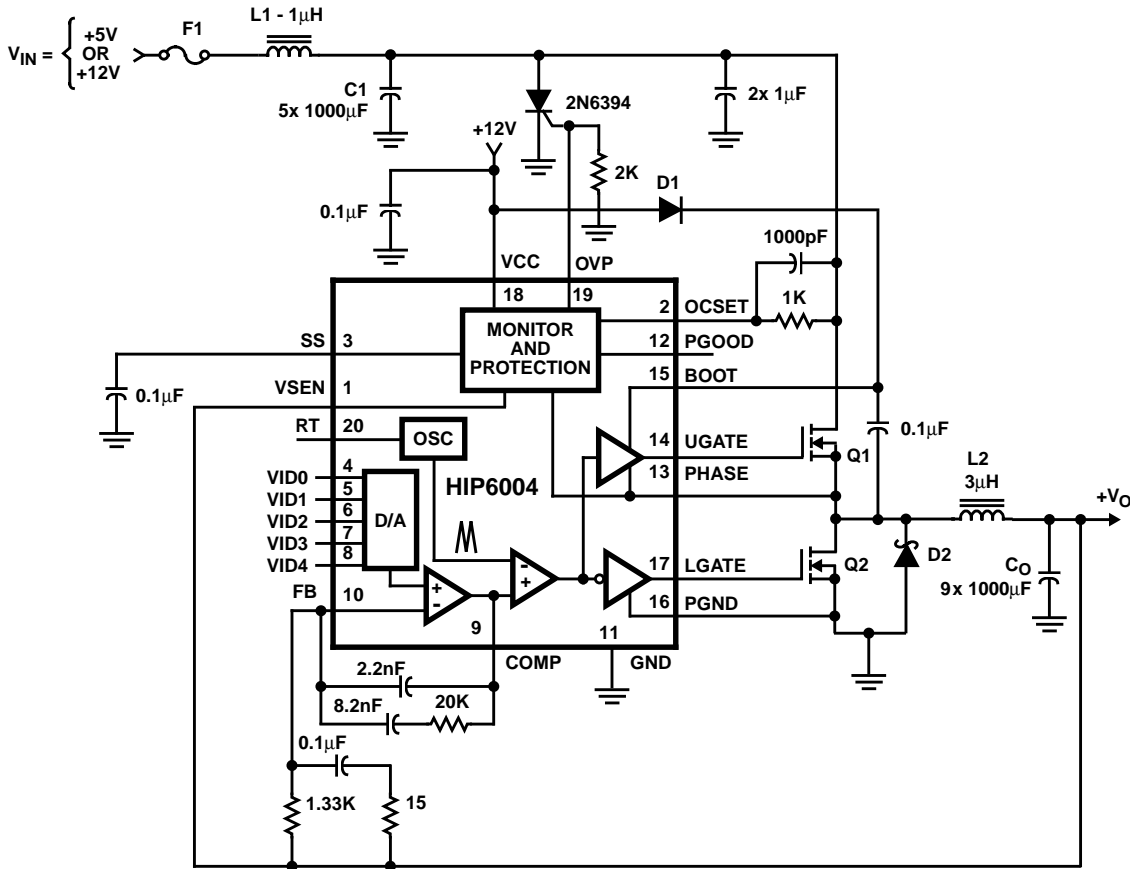 L1 - 1μH
F1
V_IN =
+5V
OR
+12V
C1
5x 1000μF
2N6394
2x 1μF
+12V
2K
D1
0.1μF
1000pF
VCC
OVP
18
19
1K
2
OCSET
MONITOR
AND
PROTECTION
SS
3
12
PGOOD
15
BOOT
VSEN
1
0.1μF
0.1μF
RT
20
OSC
14
UGATE
Q1
13
PHASE
L2
3μH
+V_O
HIP6004
VID0
4
VID1
5
VID2
6
VID3
7
VID4
8
D/A
17
LGATE
Q2
D2
C_O
9x 1000μF
+
-
-
+
FB
10
16
PGND
9
11
COMP
GND
2.2nF
8.2nF
20K
0.1μF
1.33K
15